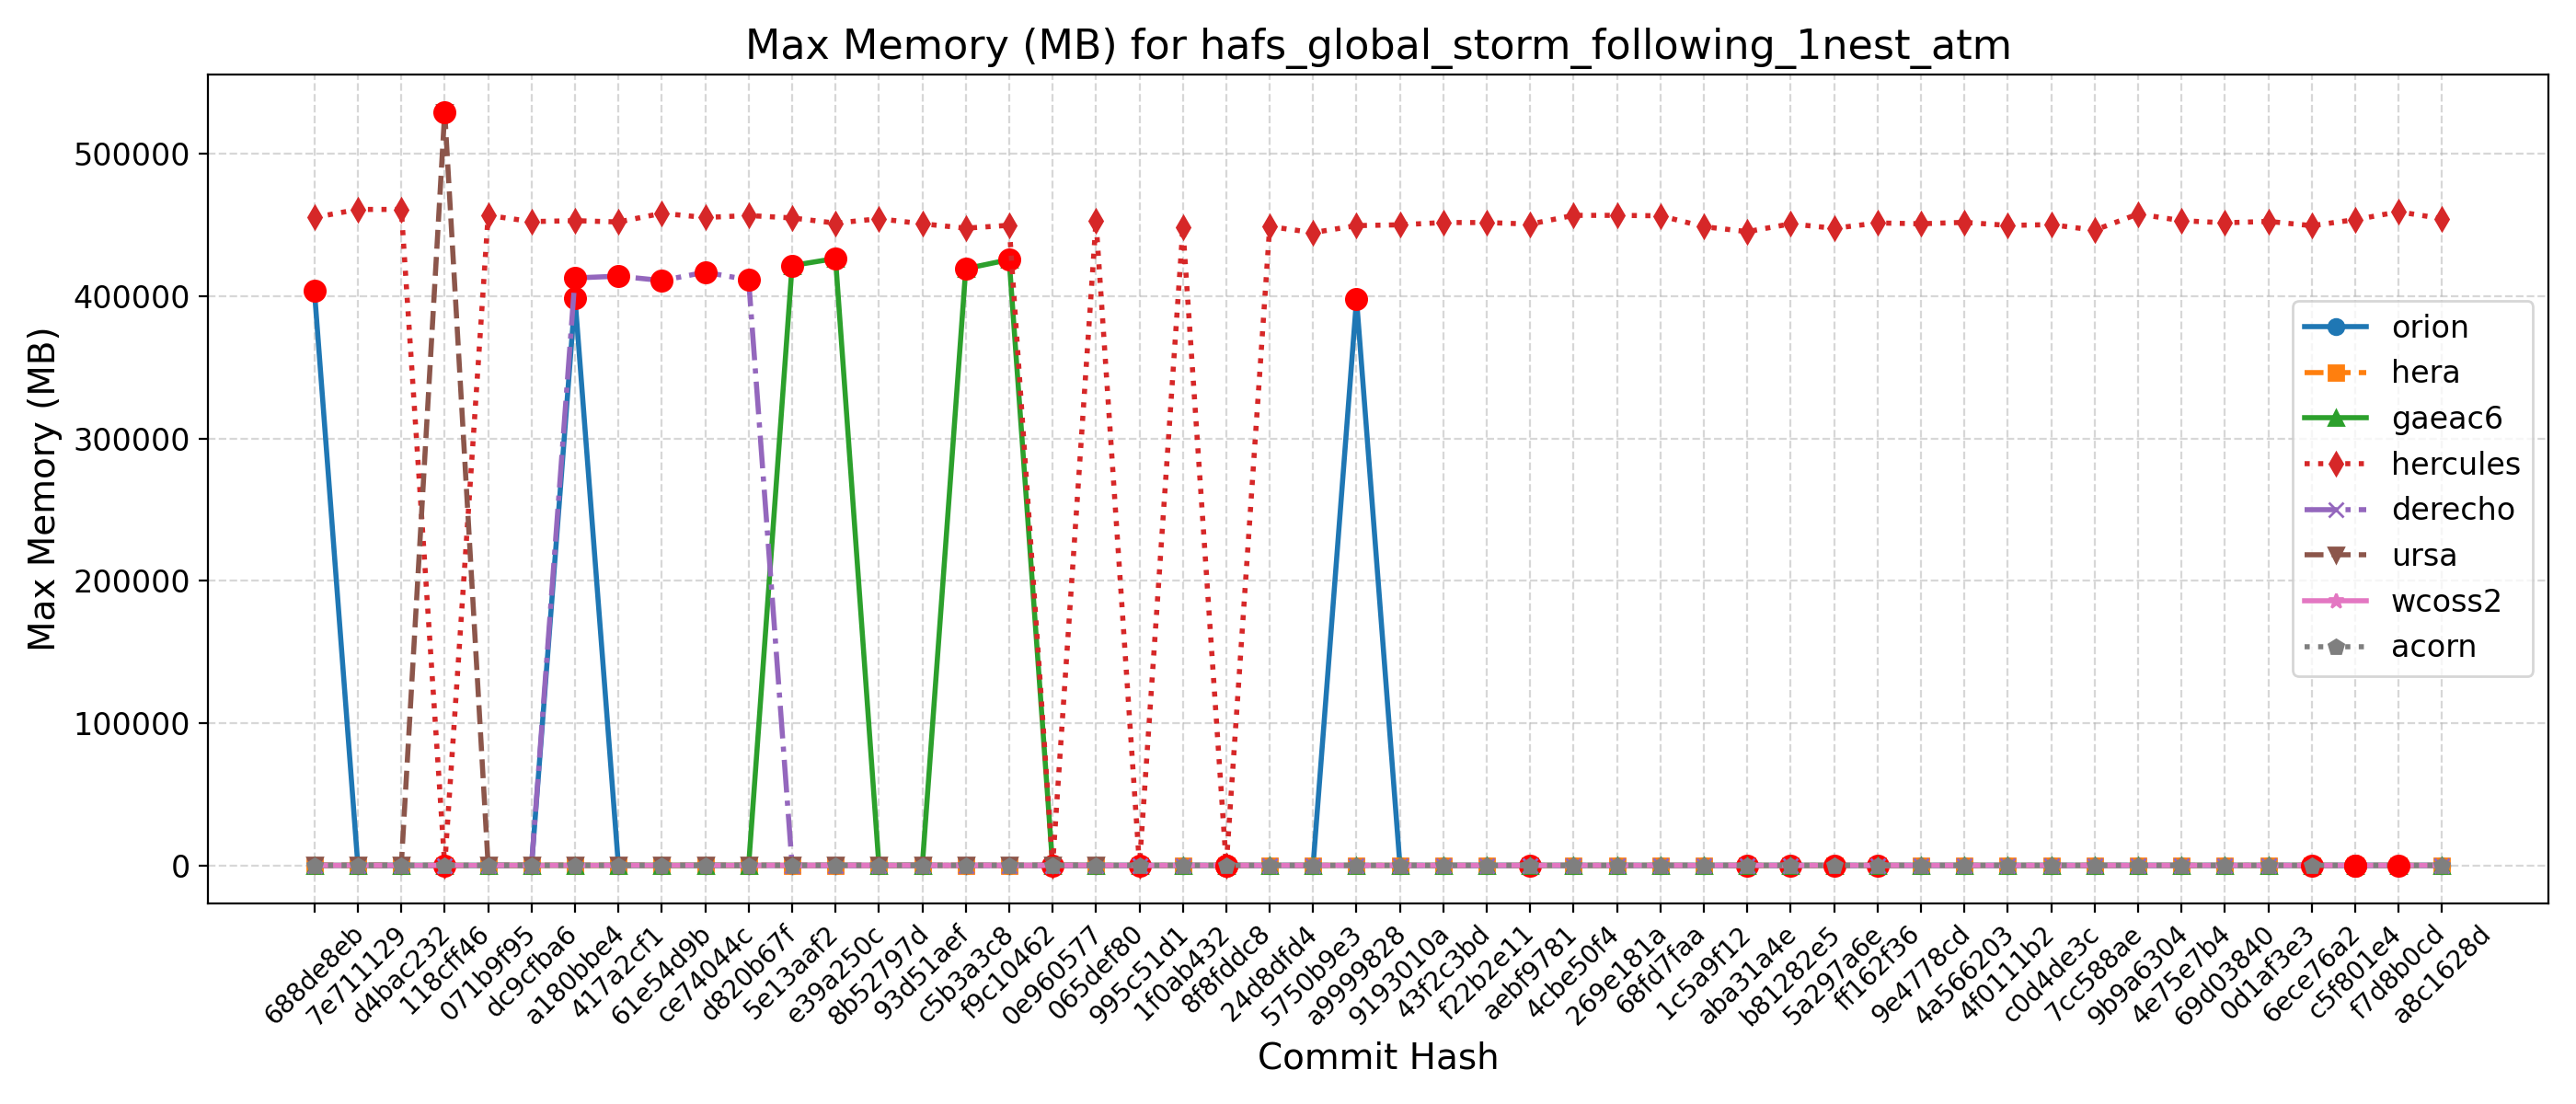 Max Memory (MB) for hafs_global_storm_following_1nest_atm
Max Memory (MB)
500000
400000
300000
200000
100000
0
orion
hera
gaeac6
hercules
derecho
ursa
wcoss2
acorn
688de8eb
7e711129
d4bac232
118cff46
071b9f95
dc9cfba6
a180bbe4
417a2cf1
61e54d9b
ce74044c
d820b67f
5e13aaf2
e39a250c
8b52797d
93d51aef
c5b3a3c8
f9c10462
0e960577
065def80
995c51d1
1f0ab432
8f8fddc8
24d8dfd4
5750b9e3
a9999828
9193010a
43f2c3bd
f22b2e11
aebf9781
4cbe50f4
269e181a
68fd7faa
1c5a9f12
aba31a4e
b81282e5
5a297a6e
ff162f36
9e4778cd
4a566203
4f0111b2
c0d4de3c
7cc588ae
9b9a6304
4e75e7b4
69d03840
0d1af3e3
6ece76a2
c5f801e4
f7d8b0cd
a8c1628d
Commit Hash